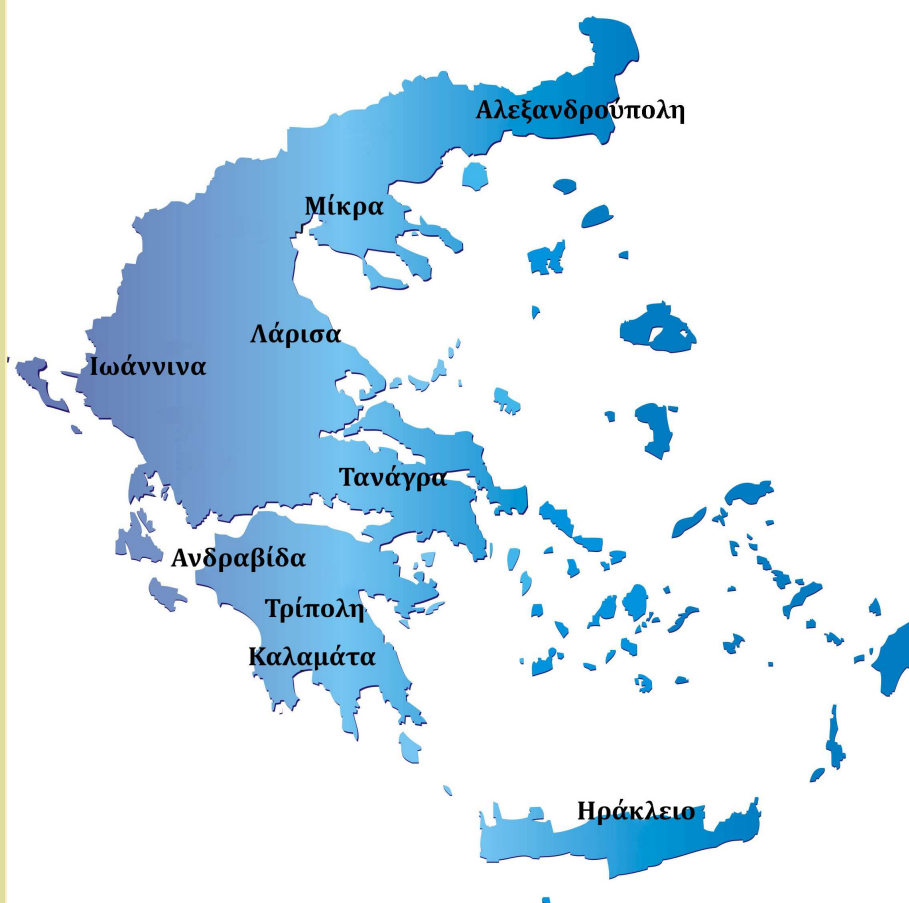 Αλεξανδρούπολη
Μίκρα
Λάρισα
Ιωάννινα
Τανάγρα
Ανδραβίδα
Τρίπολη
Καλαμάτα
Ηράκλειο